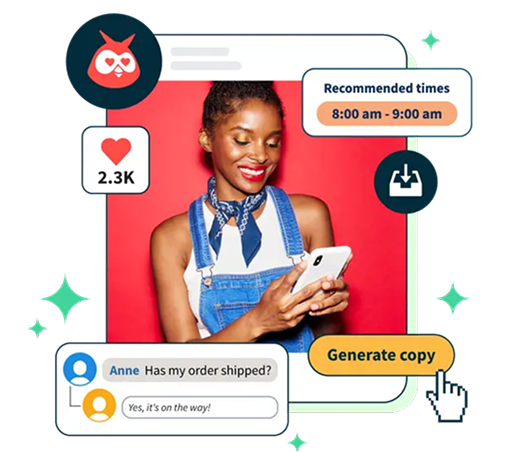 Recommended times
8:00 am - 9:00 am
2.3K
Generate copy
Anne Has my order shipped?
Yes, it's on the way!